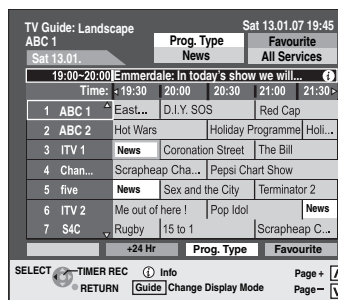 TV Guide: Landscape Sat 13.01.07 19:45
ABC 1 Prog. Type Favourite
Sat 13.01. News All Services
19:00~20:00 Emmerdale: In today's show we will...
Time: 19:30 20:00 20:30 21:00 21:30
1 ABC 1 East... D.I.Y. SOS Red Cap
2 ABC 2 Hot Wars Holiday Programme Holi...
3 ITV 1 News Coronation Street The Bill
4 Chan... Scrapheap Cha... Pepsi Chart Show
5 five News Sex and the City Terminator 2
6 ITV 2 Me out of here ! Pop Idol News
7 S4C Rugby 15 to 1 Scrapheap C...
+24 Hr Prog. Type Favourite
SELECT TIMER REC i Info Page+
RETURN Guide Change Display Mode Page−